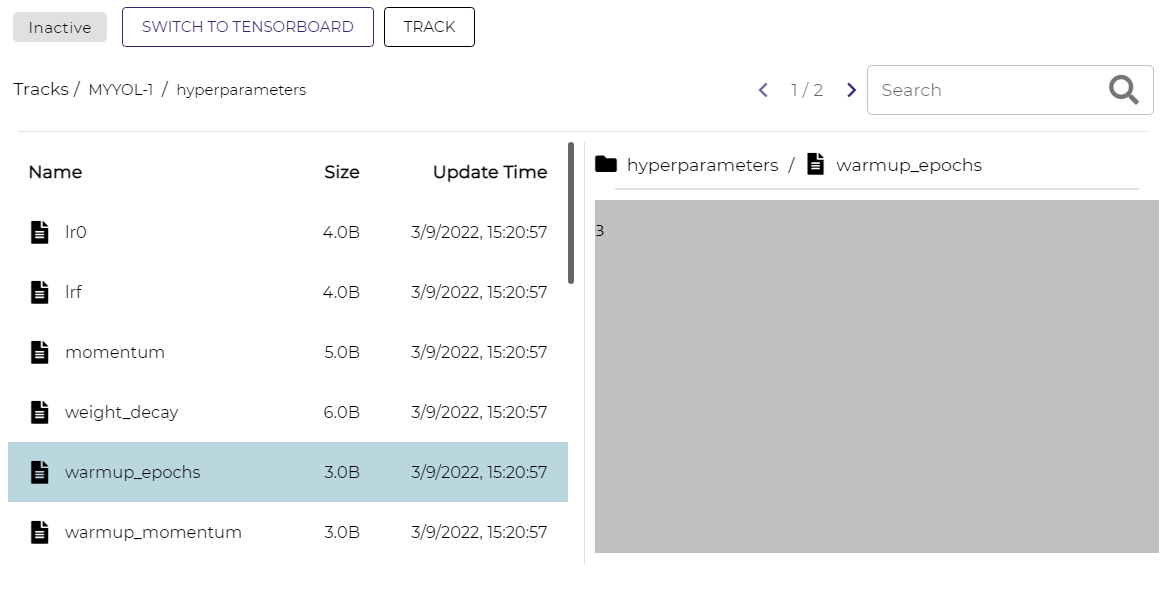 Inactive SWITCH TO TENSORBOARD TRACK
Tracks / MYYOL-1 / hyperparameters
1 / 2
Search
Name Size Update Time
lr0 4.0B 3/9/2022, 15:20:57
lrf 4.0B 3/9/2022, 15:20:57
momentum 5.0B 3/9/2022, 15:20:57
weight_decay 6.0B 3/9/2022, 15:20:57
warmup_epochs 3.0B 3/9/2022, 15:20:57
warmup_momentum 3.0B 3/9/2022, 15:20:57
hyperparameters / warmup_epochs
3